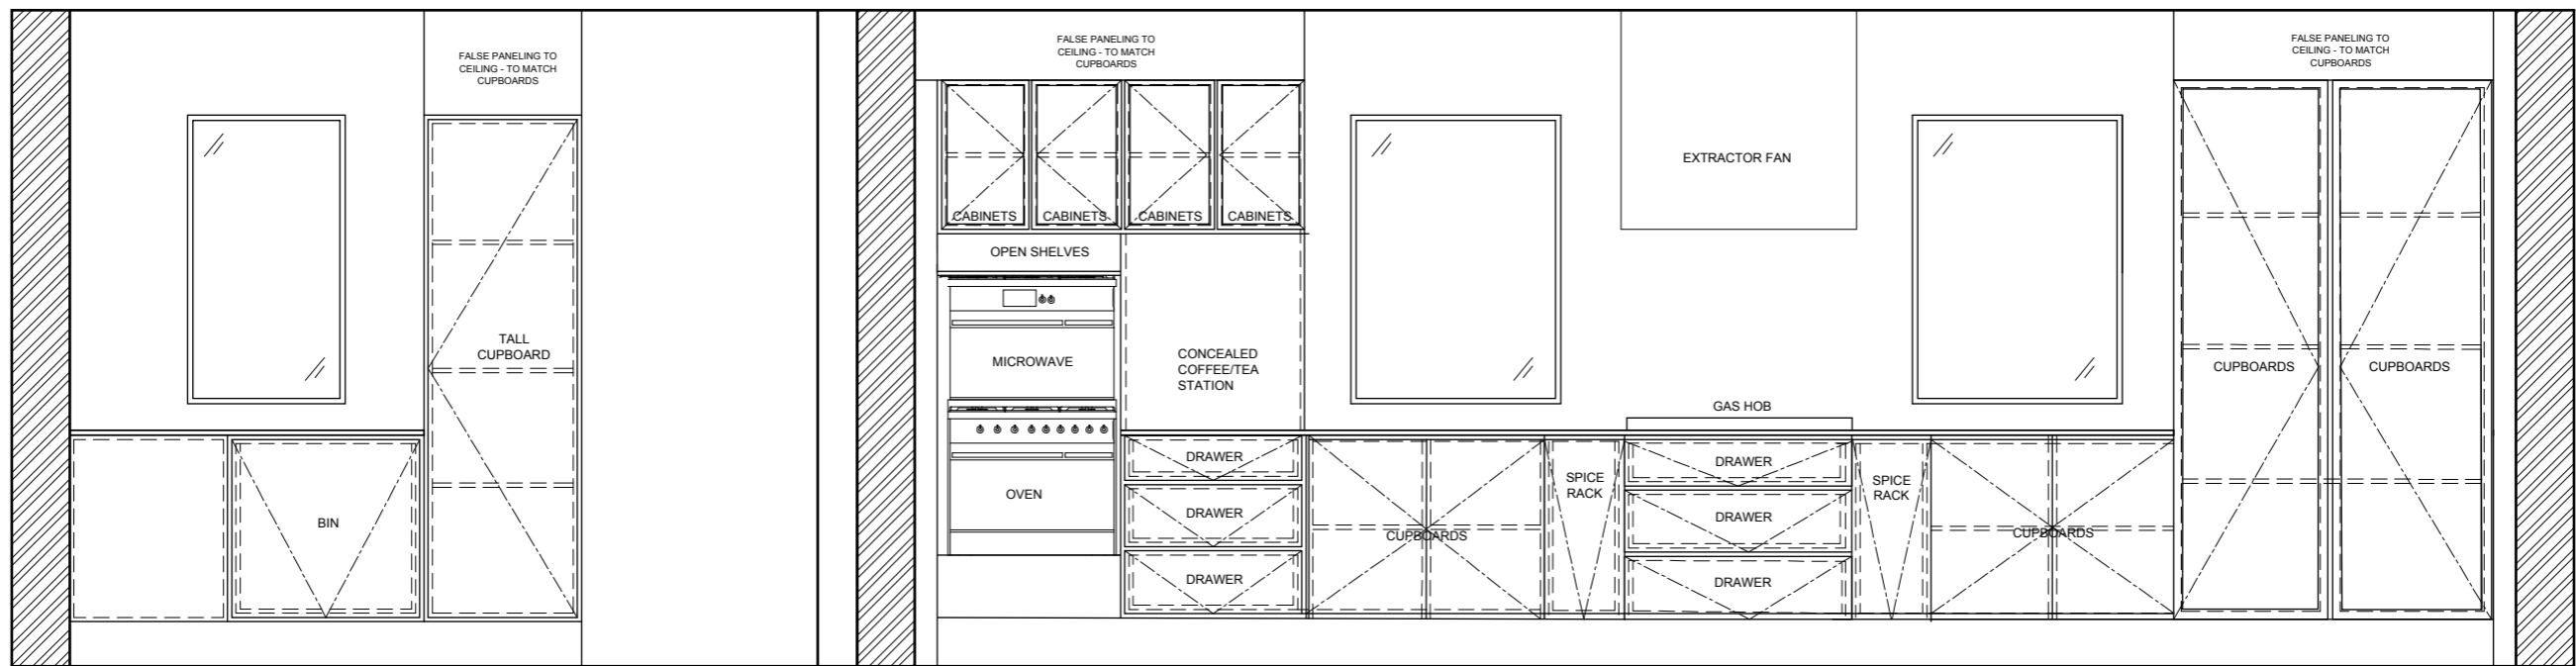 FALSE PANELING TO
CEILING - TO MATCH
CUPBOARDS
TALL
CUPBOARD
BIN
FALSE PANELING TO
CEILING - TO MATCH
CUPBOARDS
CABINETS
CABINETS
CABINETS
CABINETS
OPEN SHELVES
MICROWAVE
OVEN
CONCEALED
COFFEE/TEA
STATION
DRAWER
DRAWER
DRAWER
CUPBOARDS
SPICE
RACK
EXTRACTOR FAN
GAS HOB
DRAWER
DRAWER
DRAWER
SPICE
RACK
CUPBOARDS
FALSE PANELING TO
CEILING - TO MATCH
CUPBOARDS
CUPBOARDS
CUPBOARDS